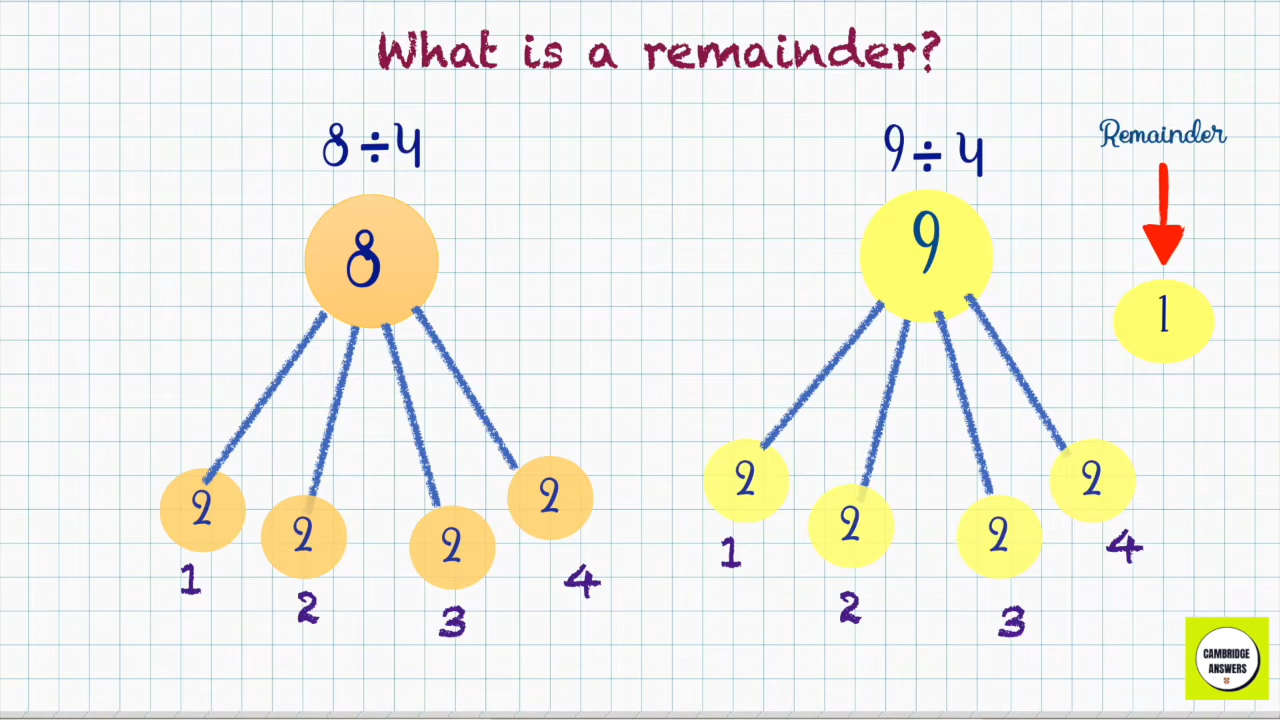 What is a remainder?
8÷4
9÷4
Remainder
8
9
1
2 2 2 2
1 2 3 4
2 2 2 2
1 2 3 4
CAMBRIDGE
ANSWERS